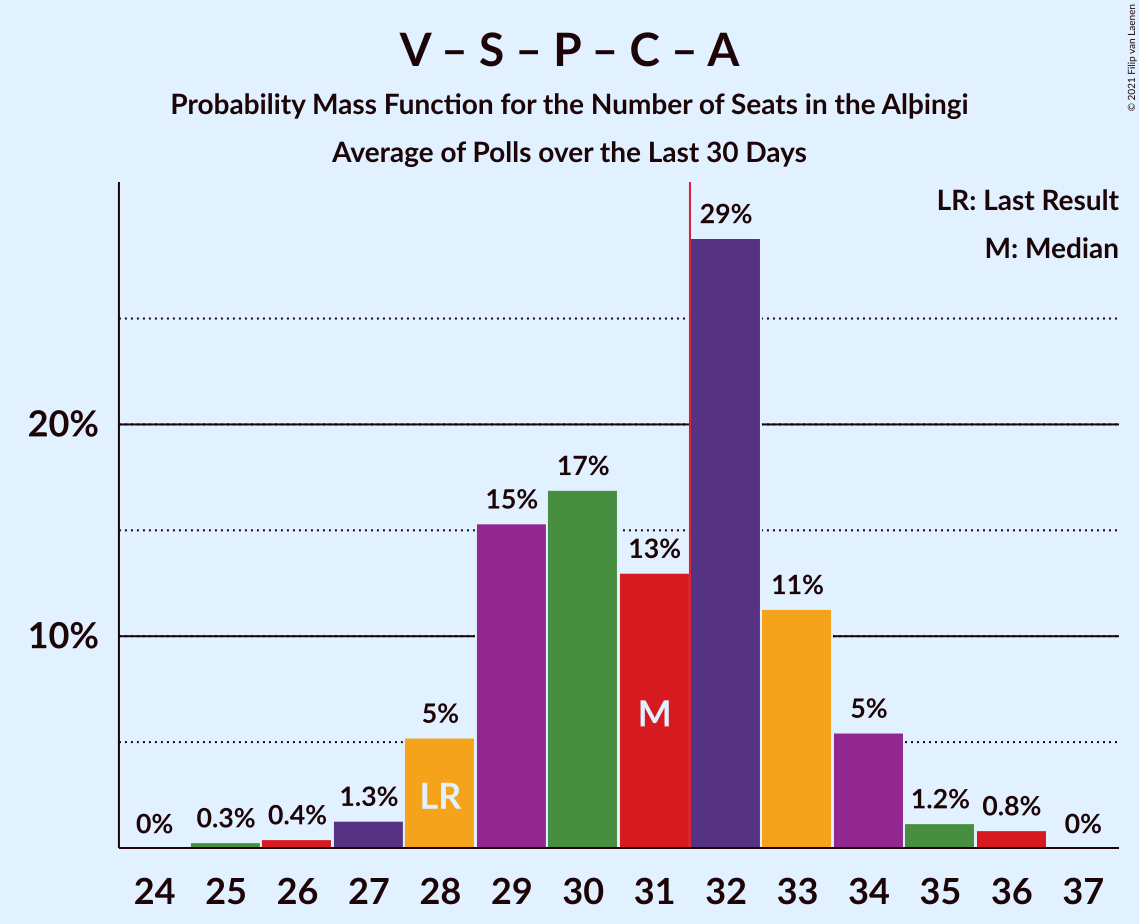 V – S – P – C – A
Probability Mass Function for the Number of Seats in the Alþingi
Average of Polls over the Last 30 Days
© 2021 Filip van Laenen
LR: Last Result
M: Median
20%
10%
0%
0.3%
0.4%
1.3%
5%
15%
17%
13%
29%
11%
5%
1.2%
0.8%
0%
LR
M
24 25 26 27 28 29 30 31 32 33 34 35 36 37